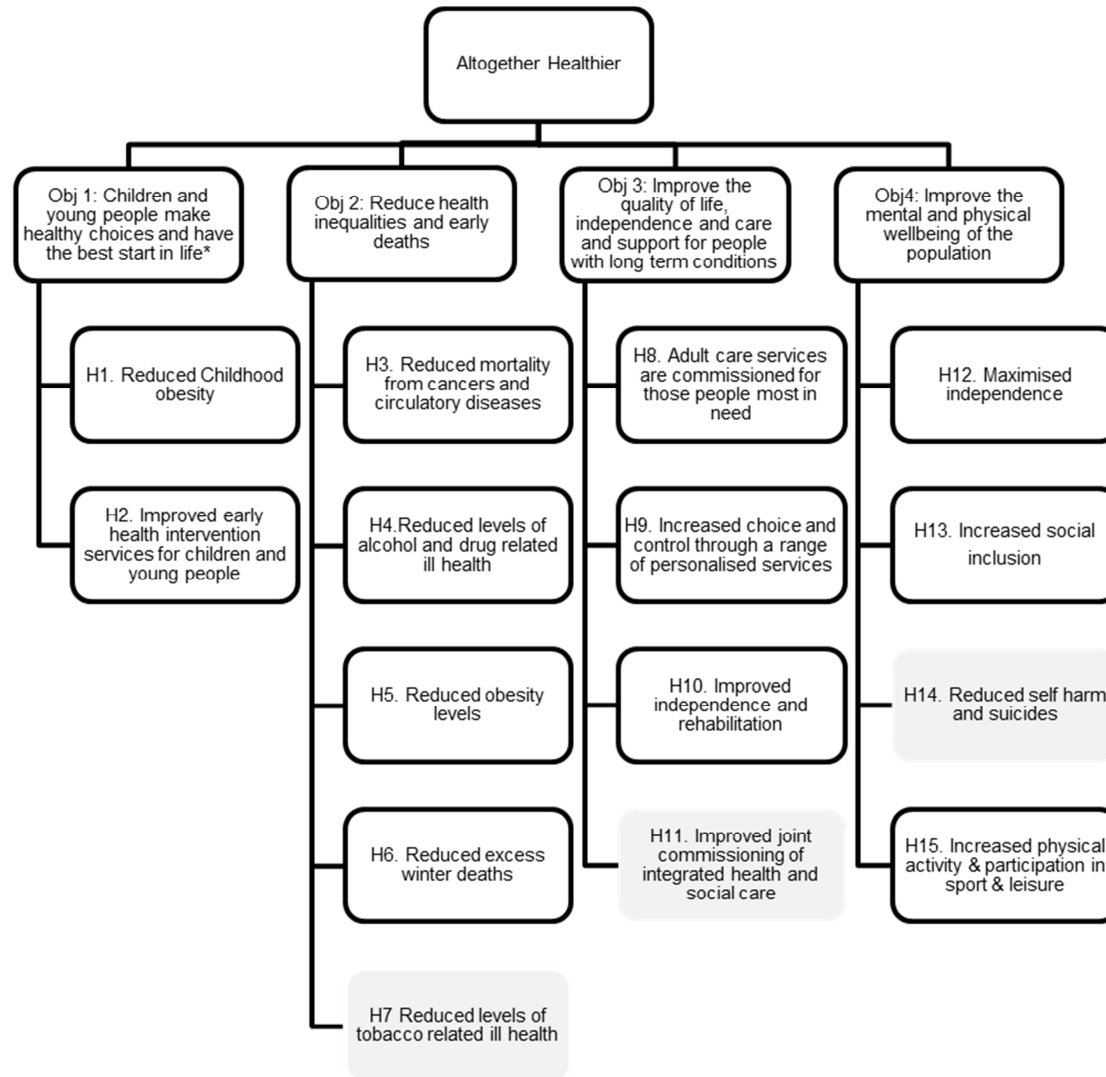 Altogether Healthier
Obj 1: Children and
young people make
healthy choices and have
the best start in life*
Obj 2: Reduce health
inequalities and early
deaths
Obj 3: Improve the
quality of life,
independence and care
and support for people
with long term conditions
Obj4: Improve the
mental and physical
wellbeing of the
population
H1. Reduced Childhood
obesity
H2. Improved early
health intervention
services for children and
young people
H3. Reduced mortality
from cancers and
circulatory diseases
H4.Reduced levels of
alcohol and drug related
ill health
H5. Reduced obesity
levels
H6. Reduced excess
winter deaths
H7 Reduced levels of
tobacco related ill health
H8. Adult care services
are commissioned for
those people most in
need
H9. Increased choice and
control through a range
of personalised services
H10. Improved
independence and
rehabilitation
H11. Improved joint
commissioning of
integrated health and
social care
H12. Maximised
independence
H13. Increased social
inclusion
H14. Reduced self harm
and suicides
H15. Increased physical
activity & participation in
sport & leisure